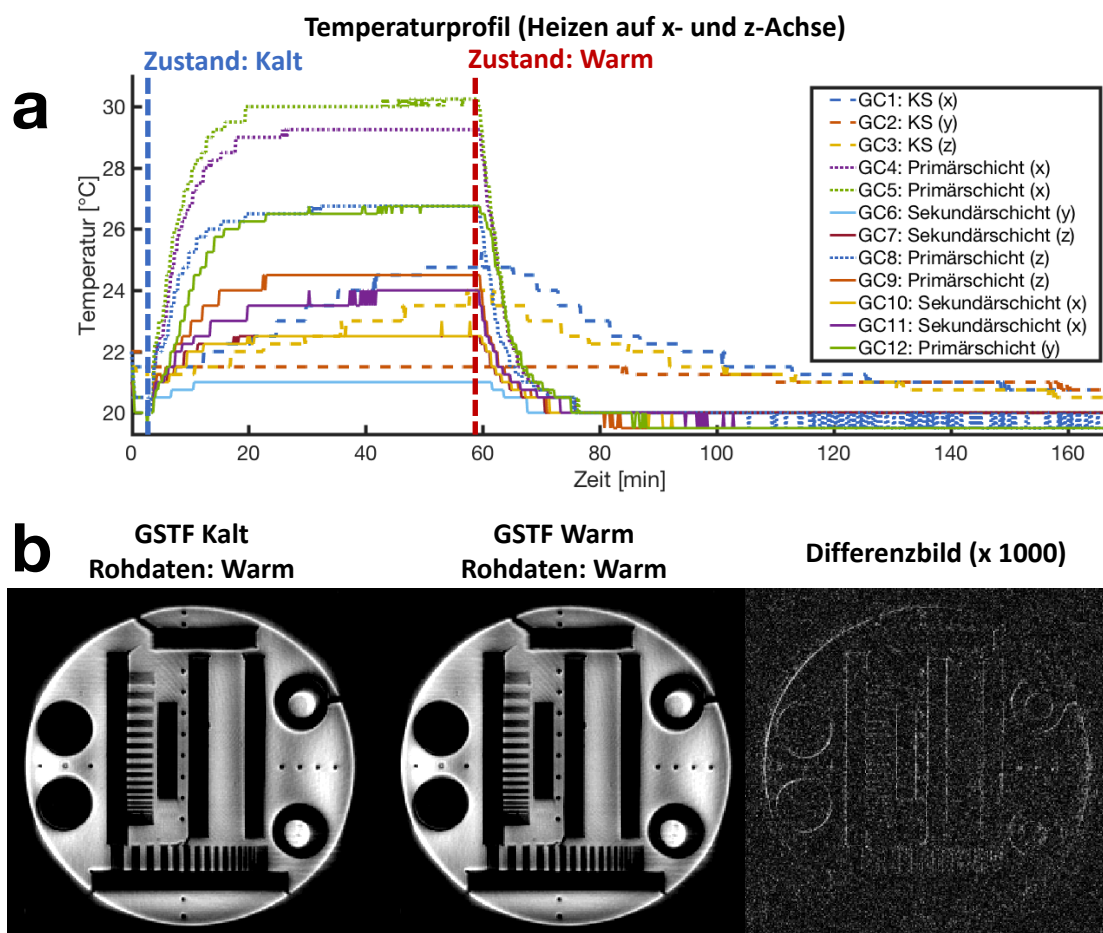 Temperaturprofil (Heizen auf x- und z-Achse)
Zustand: Kalt
Zustand: Warm
a
30
28
26
24
22
20
Temperatur [°C]
0
20
40
60
80
100
120
140
160
Zeit [min]
GC1: KS (x)
GC2: KS (y)
GC3: KS (z)
GC4: Primärschicht (x)
GC5: Primärschicht (x)
GC6: Sekundärschicht (y)
GC7: Sekundärschicht (z)
GC8: Primärschicht (z)
GC9: Primärschicht (z)
GC10: Sekundärschicht (x)
GC11: Sekundärschicht (x)
GC12: Primärschicht (y)
b
GSTF Kalt
Rohdaten: Warm
GSTF Warm
Rohdaten: Warm
Differenzbild (x 1000)